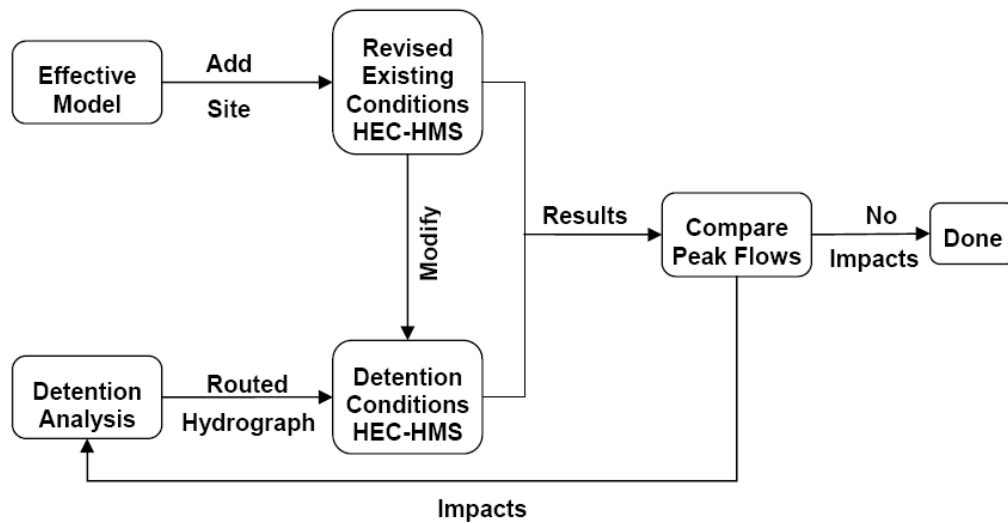 Effective
Model
Add
Site
Revised
Existing
Conditions
HEC-HMS
Modify
Results
Compare
Peak Flows
No
Impacts
Done
Detention
Analysis
Routed
Hydrograph
Detention
Conditions
HEC-HMS
Impacts